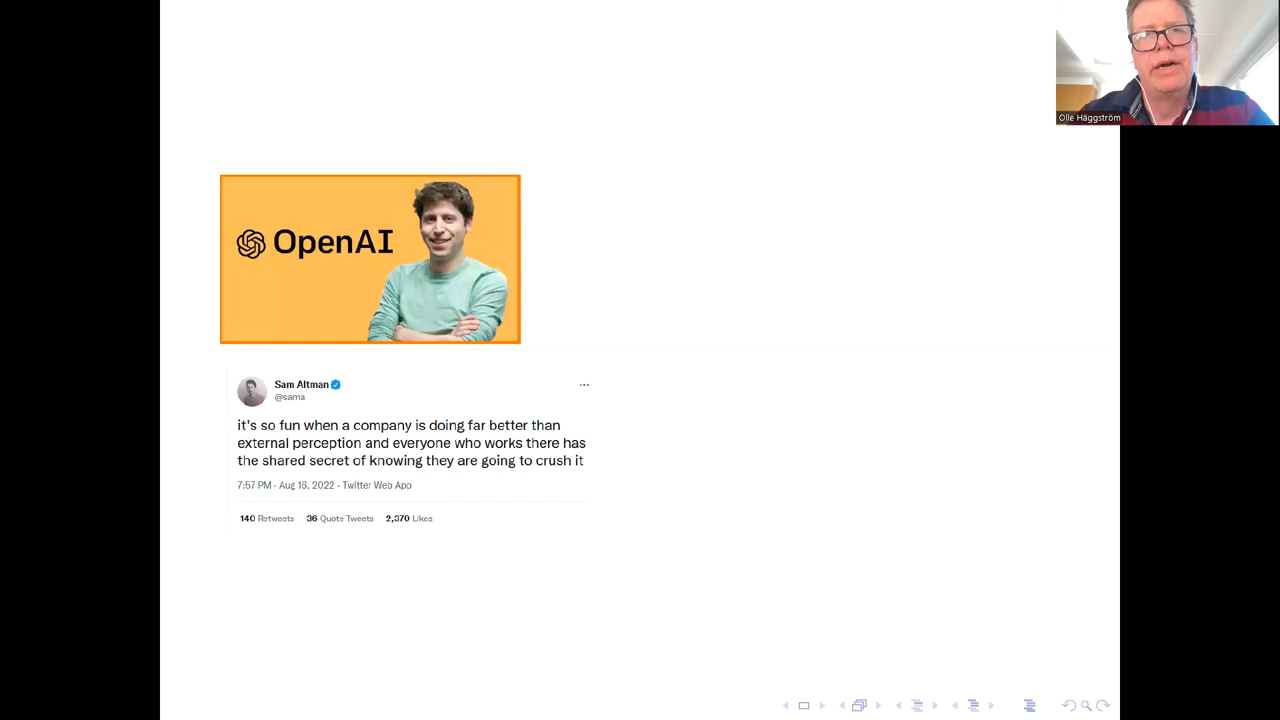 Olle Häggström
OpenAI
Sam Altman
@sama
it's so fun when a company is doing far better than
external perception and everyone who works there has
the shared secret of knowing they are going to crush it
7:57 PM · Aug 16, 2022 · Twitter Web App
140 Retweets 36 Quote Tweets 2,370 Likes